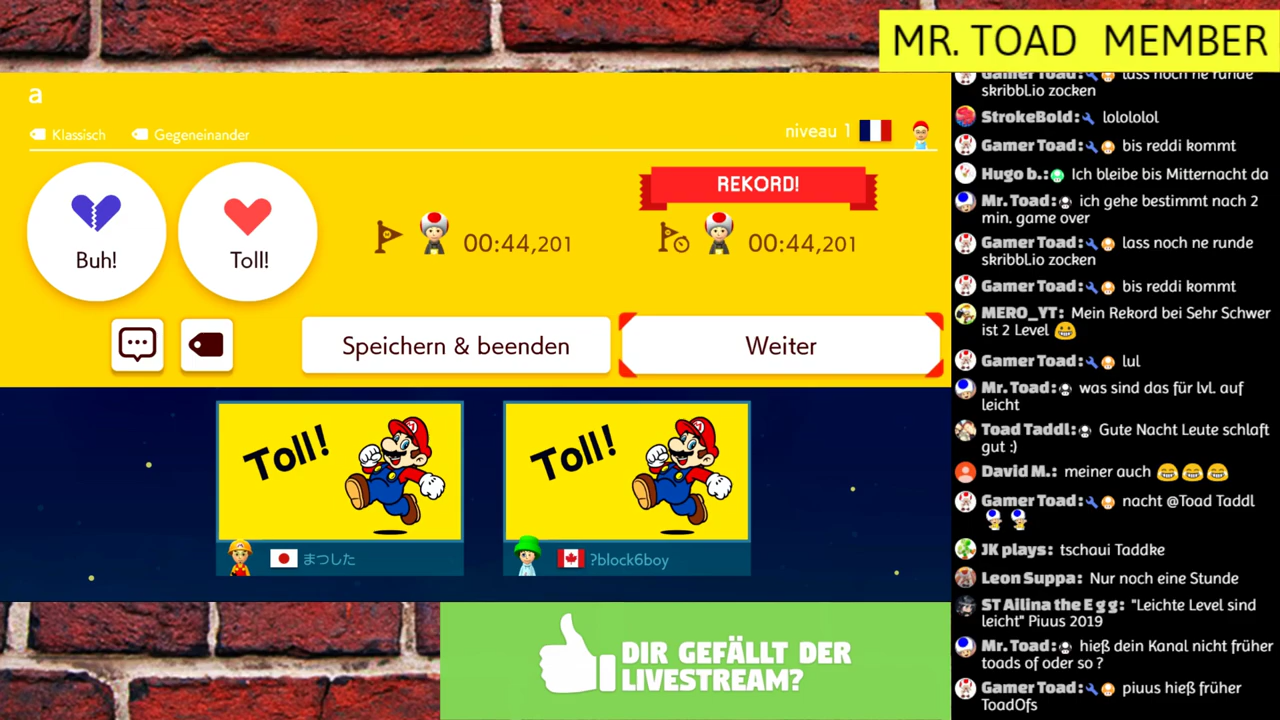 MR. TOAD MEMBER
a
Klassisch Gegeneinander
niveau 1
Buh!
Toll!
00:44,201
REKORD!
00:44,201
Speichern & beenden
Weiter
Toll!
Toll!
まつした
?block6boy
DIR GEFÄLLT DER
LIVESTREAM?
Gamer Toad: lass noch ne runde
skribbl.io zocken
StrokeBold: lolololol
Gamer Toad: bis reddi kommt
Hugo b.: Ich bleibe bis Mitternacht da
Mr. Toad: ich gehe bestimmt nach 2
min. game over
Gamer Toad: lass noch ne runde
skribbl.io zocken
Gamer Toad: bis reddi kommt
MERO_YT: Mein Rekord bei Sehr Schwer
ist 2 Level
Gamer Toad: lul
Mr. Toad: was sind das für lvl. auf
leicht
Toad Taddl: Gute Nacht Leute schlaft
gut :)
David M.: meiner auch
Gamer Toad: nacht @Toad Taddl
JK plays: tschaui Taddke
Leon Suppa: Nur noch eine Stunde
ST Ailina the E g g: "Leichte Level sind
leicht" Piuus 2019
Mr. Toad: hieß dein Kanal nicht früher
toads of oder so ?
Gamer Toad: piuus hieß früher
ToadOfs